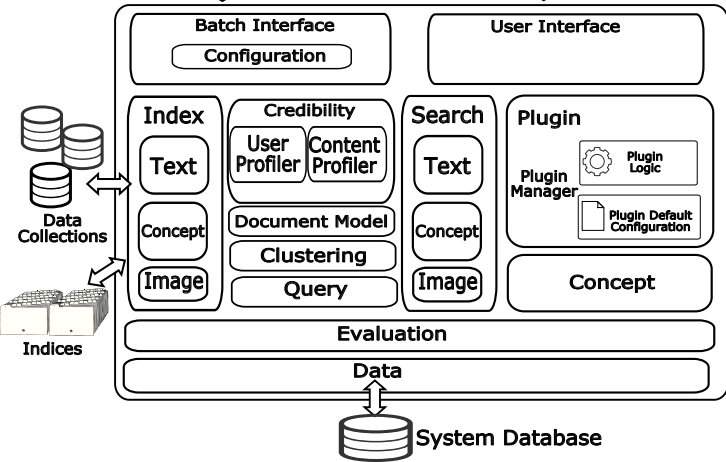 Batch Interface
Configuration
User Interface
Index
Text
Concept
Image
Credibility
User
Profiler
Content
Profiler
Document Model
Clustering
Query
Search
Text
Concept
Image
Plugin
Plugin
Manager
Plugin
Logic
Plugin Default
Configuration
Concept
Data
Collections
Indices
Evaluation
Data
System Database